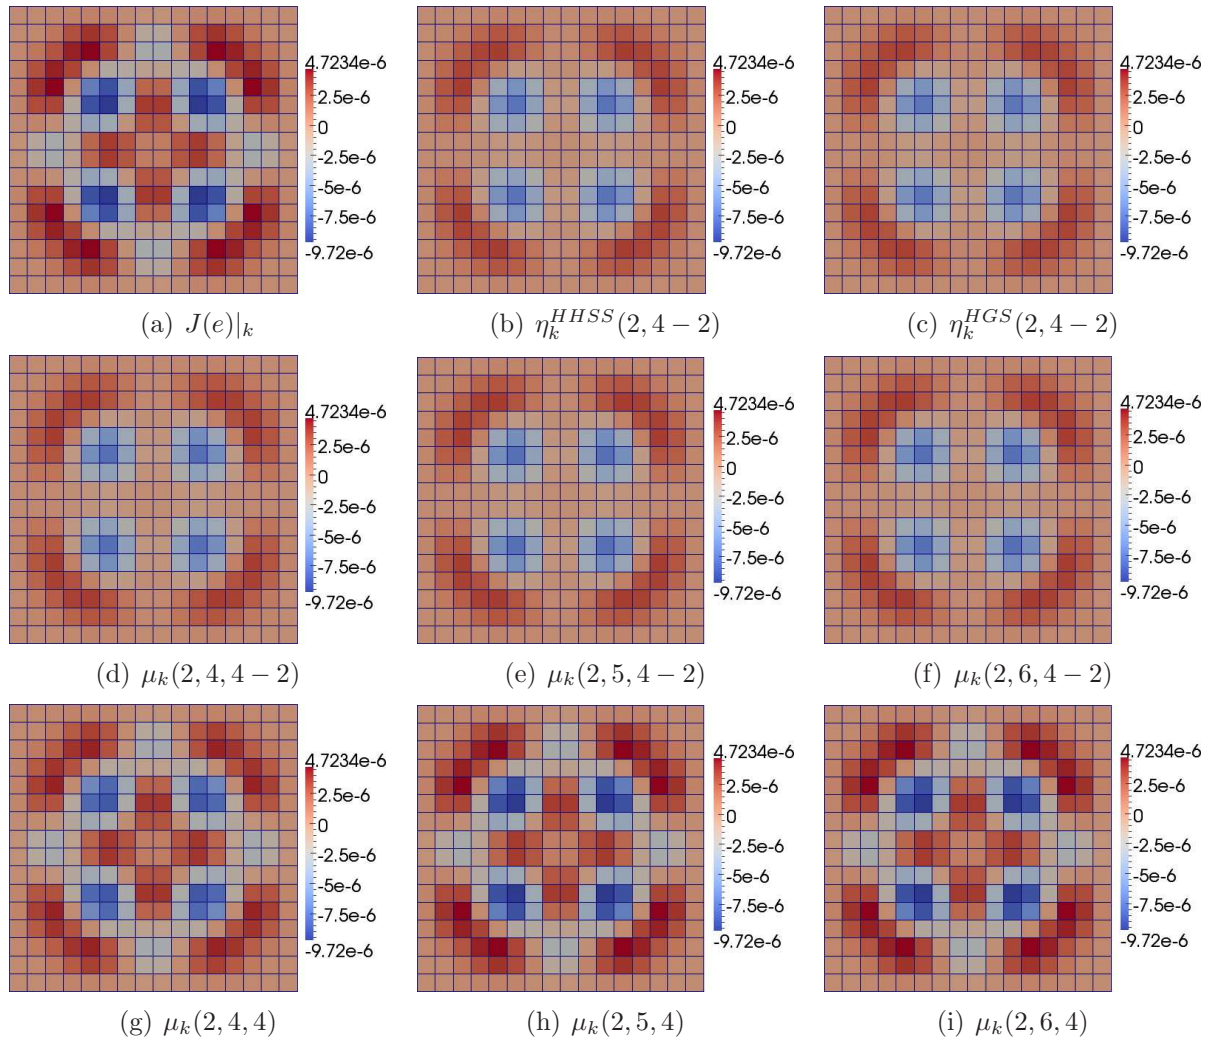 4.7234e-6
2.5e-6
0
-2.5e-6
-5e-6
-7.5e-6
-9.72e-6
(a) J(e)|_k
4.7234e-6
2.5e-6
0
-2.5e-6
-5e-6
-7.5e-6
-9.72e-6
(b) η_k^{HHSS}(2, 4 − 2)
4.7234e-6
2.5e-6
0
-2.5e-6
-5e-6
-7.5e-6
-9.72e-6
(c) η_k^{HGS}(2, 4 − 2)
4.7234e-6
2.5e-6
0
-2.5e-6
-5e-6
-7.5e-6
-9.72e-6
(d) μ_k(2, 4, 4 − 2)
4.7234e-6
2.5e-6
0
-2.5e-6
-5e-6
-7.5e-6
-9.72e-6
(e) μ_k(2, 5, 4 − 2)
4.7234e-6
2.5e-6
0
-2.5e-6
-5e-6
-7.5e-6
-9.72e-6
(f) μ_k(2, 6, 4 − 2)
4.7234e-6
2.5e-6
0
-2.5e-6
-5e-6
-7.5e-6
-9.72e-6
(g) μ_k(2, 4, 4)
4.7234e-6
2.5e-6
0
-2.5e-6
-5e-6
-7.5e-6
-9.72e-6
(h) μ_k(2, 5, 4)
4.7234e-6
2.5e-6
0
-2.5e-6
-5e-6
-7.5e-6
-9.72e-6
(i) μ_k(2, 6, 4)